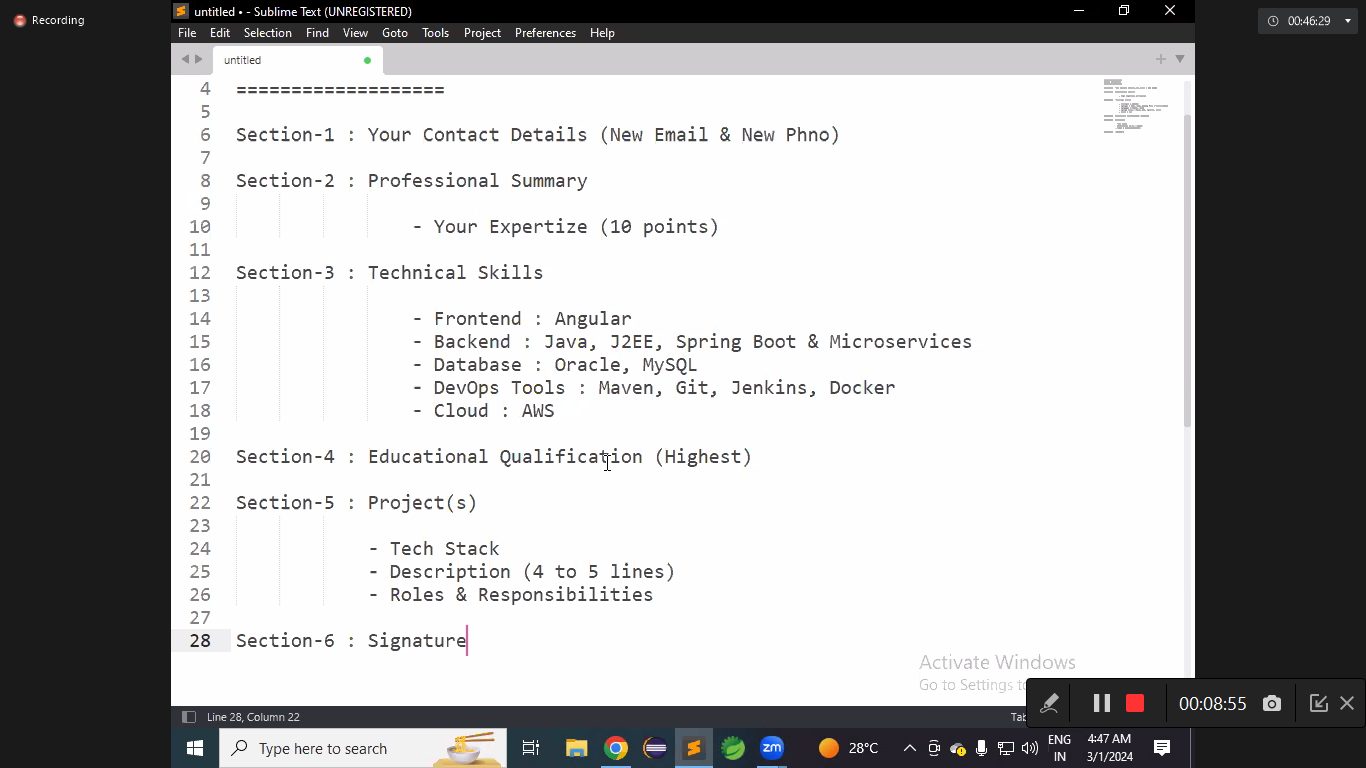 Recording
untitled • - Sublime Text (UNREGISTERED)
00:46:29
File Edit Selection Find View Goto Tools Project Preferences Help
untitled
4 ===================
5
6 Section-1 : Your Contact Details (New Email & New Phno)
7
8 Section-2 : Professional Summary
9
10 - Your Expertize (10 points)
11
12 Section-3 : Technical Skills
13
14 - Frontend : Angular
15 - Backend : Java, J2EE, Spring Boot & Microservices
16 - Database : Oracle, MySQL
17 - DevOps Tools : Maven, Git, Jenkins, Docker
18 - Cloud : AWS
19
20 Section-4 : Educational Qualification (Highest)
21
22 Section-5 : Project(s)
23
24 - Tech Stack
25 - Description (4 to 5 lines)
26 - Roles & Responsibilities
27
28 Section-6 : Signature
Activate Windows
Go to Settings
00:08:55
Line 28, Column 22
Type here to search
zm
28°C
ENG
IN
4:47 AM
3/1/2024